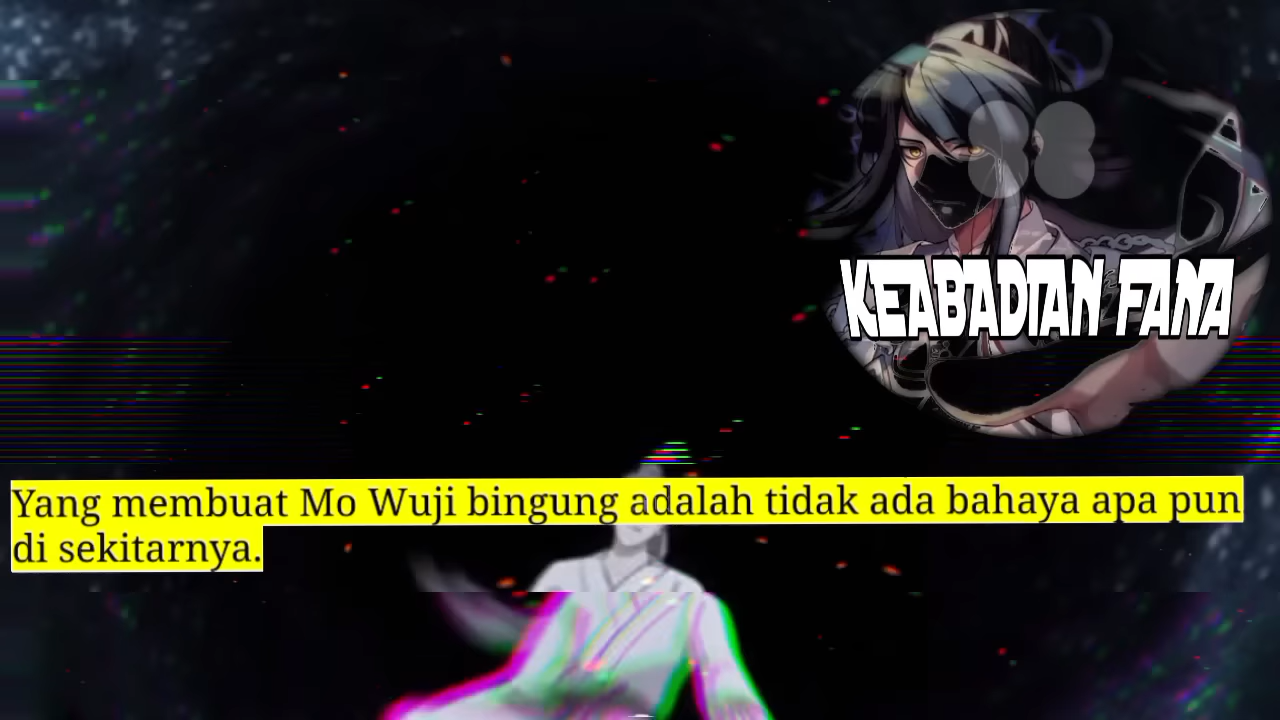 KEABADIAN FANA
Yang membuat Mo Wuji bingung adalah tidak ada bahaya apa pun
di sekitarnya.